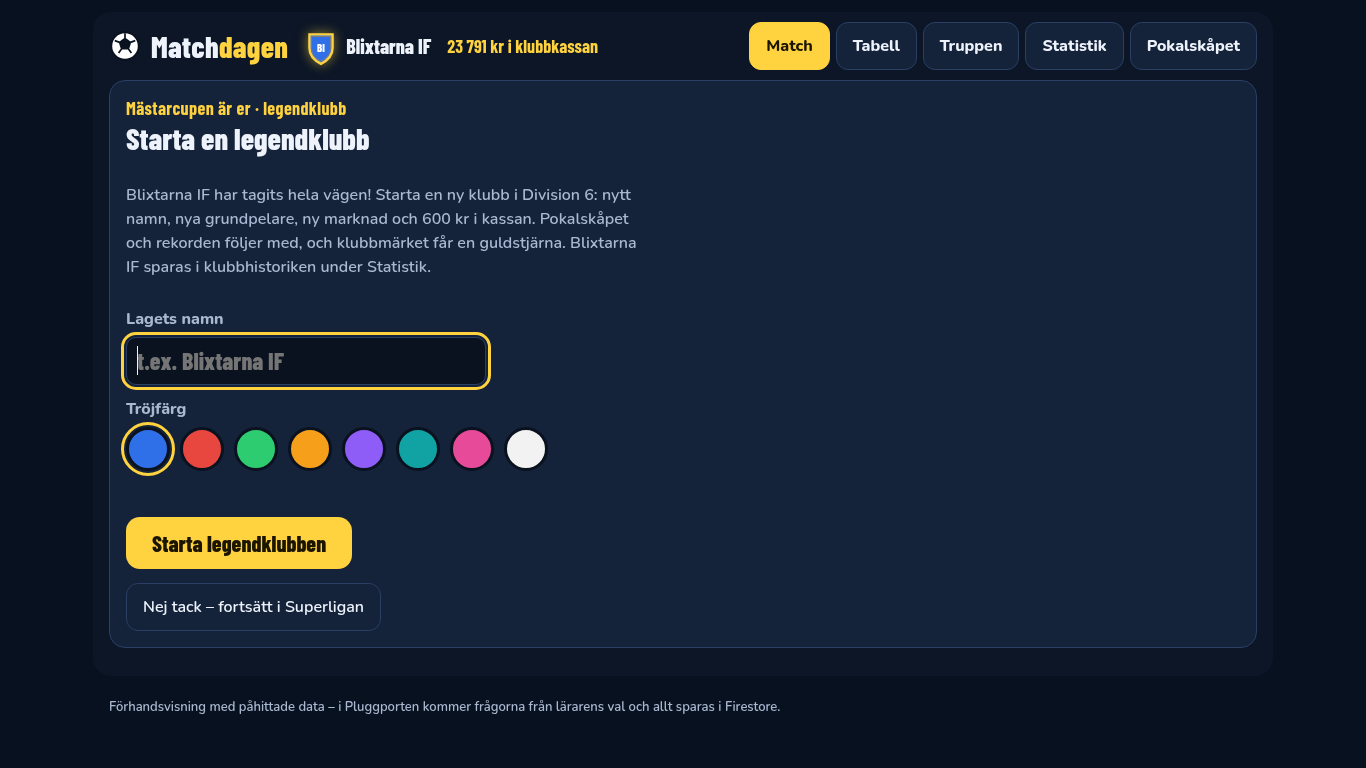 Matchdagen
BI
Blixtarna IF
23 791 kr i klubbkassan
Match
Tabell
Truppen
Statistik
Pokalskåpet
Mästarcupen är er · legendklubb
Starta en legendklubb
Blixtarna IF har tagits hela vägen! Starta en ny klubb i Division 6: nytt
namn, nya grundpelare, ny marknad och 600 kr i kassan. Pokalskåpet
och rekorden följer med, och klubbmärket får en guldstjärna. Blixtarna
IF sparas i klubbhistoriken under Statistik.
Lagets namn
t.ex. Blixtarna IF
Tröjfärg
Starta legendklubben
Nej tack – fortsätt i Superligan
Förhandsvisning med påhittade data – i Pluggporten kommer frågorna från lärarens val och allt sparas i Firestore.